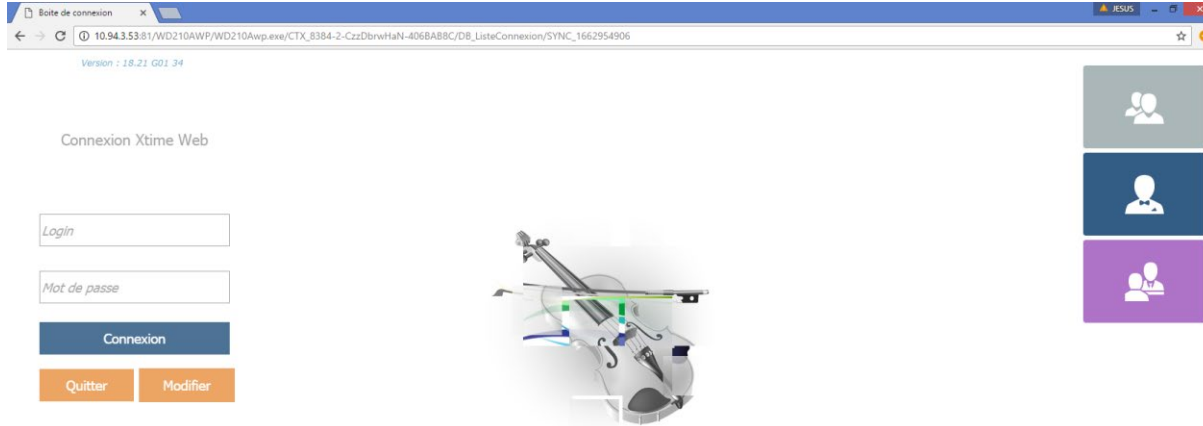 Boite de connexion
JESUS
10.94.3.53:81/WD210AWP/WD210Awp.exe/CTX_8384-2-CzzDbrwHaN-406BAB8C/DB_ListeConnexion/SYNC_1662954906
Version : 18.21 G01 34
Connexion Xtime Web
Login
Mot de passe
Connexion
Quitter Modifier